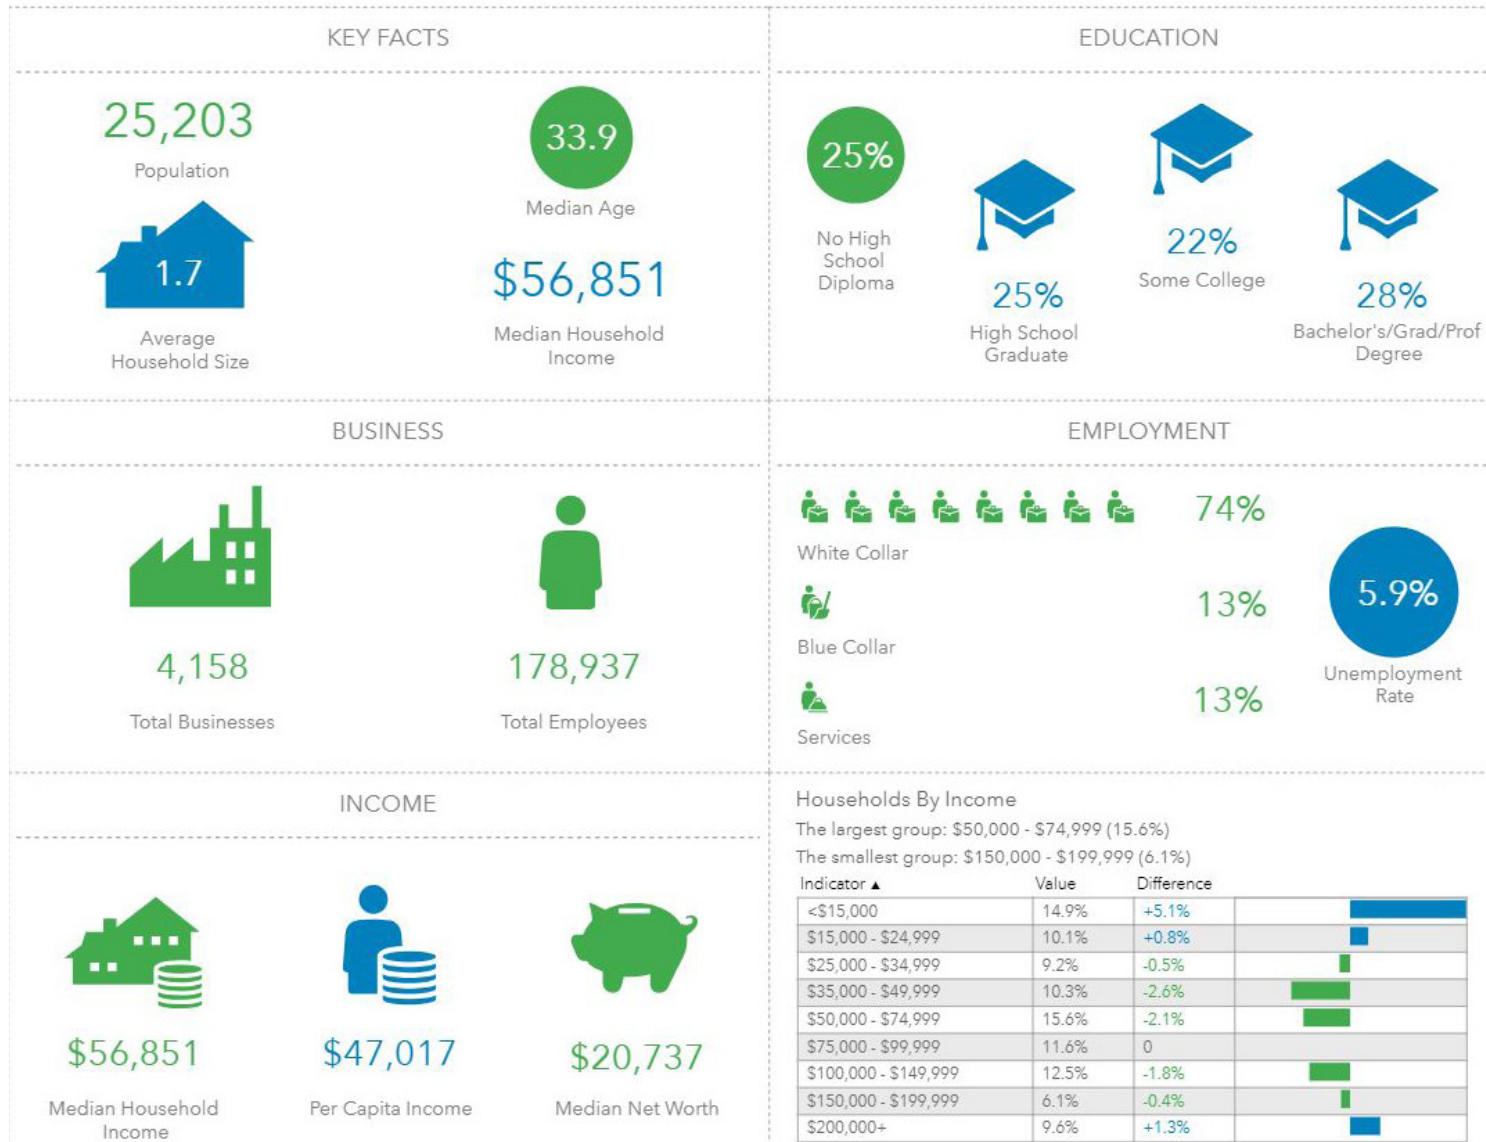 KEY FACTS
25,203
Population
33.9
Median Age
1.7
Average
Household Size
$56,851
Median Household
Income
EDUCATION
25%
No High
School
Diploma
25%
High School
Graduate
22%
Some College
28%
Bachelor's/Grad/Prof
Degree
BUSINESS
4,158
Total Businesses
178,937
Total Employees
EMPLOYMENT
74%
White Collar
13%
Blue Collar
13%
Services
5.9%
Unemployment
Rate
INCOME
$56,851
Median Household
Income
$47,017
Per Capita Income
$20,737
Median Net Worth
Households By Income
The largest group: $50,000 - $74,999 (15.6%)
The smallest group: $150,000 - $199,999 (6.1%)
Indicator ▲ Value Difference
<$15,000 14.9% +5.1%
$15,000 - $24,999 10.1% +0.8%
$25,000 - $34,999 9.2% -0.5%
$35,000 - $49,999 10.3% -2.6%
$50,000 - $74,999 15.6% -2.1%
$75,000 - $99,999 11.6% 0
$100,000 - $149,999 12.5% -1.8%
$150,000 - $199,999 6.1% -0.4%
$200,000+ 9.6% +1.3%